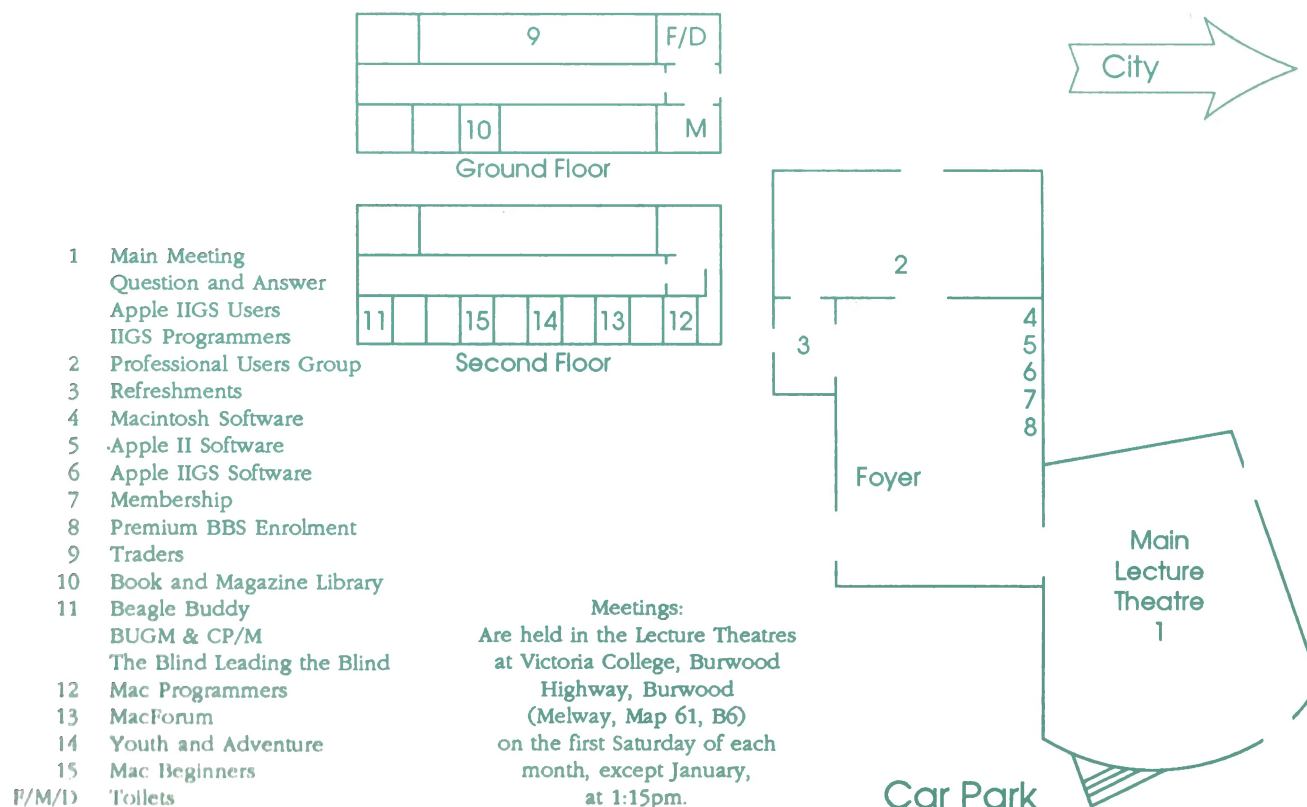 9
F/D
10
M
Ground Floor
City
11
15
14
13
12
Second Floor
2
3
4
5
6
7
8
Foyer
Main
Lecture
Theatre
1
Car Park
1 Main Meeting
Question and Answer
Apple IIGS Users
IIGS Programmers
2 Professional Users Group
3 Refreshments
4 Macintosh Software
5 Apple II Software
6 Apple IIGS Software
7 Membership
8 Premium BBS Enrolment
9 Traders
10 Book and Magazine Library
11 Beagle Buddy
BUGM & CP/M
The Blind Leading the Blind
12 Mac Programmers
13 MacForum
14 Youth and Adventure
15 Mac Beginners
F/M/D Toilets
Meetings:
Are held in the Lecture Theatres
at Victoria College, Burwood
Highway, Burwood
(Melway, Map 61, B6)
on the first Saturday of each
month, except January,
at 1:15pm.